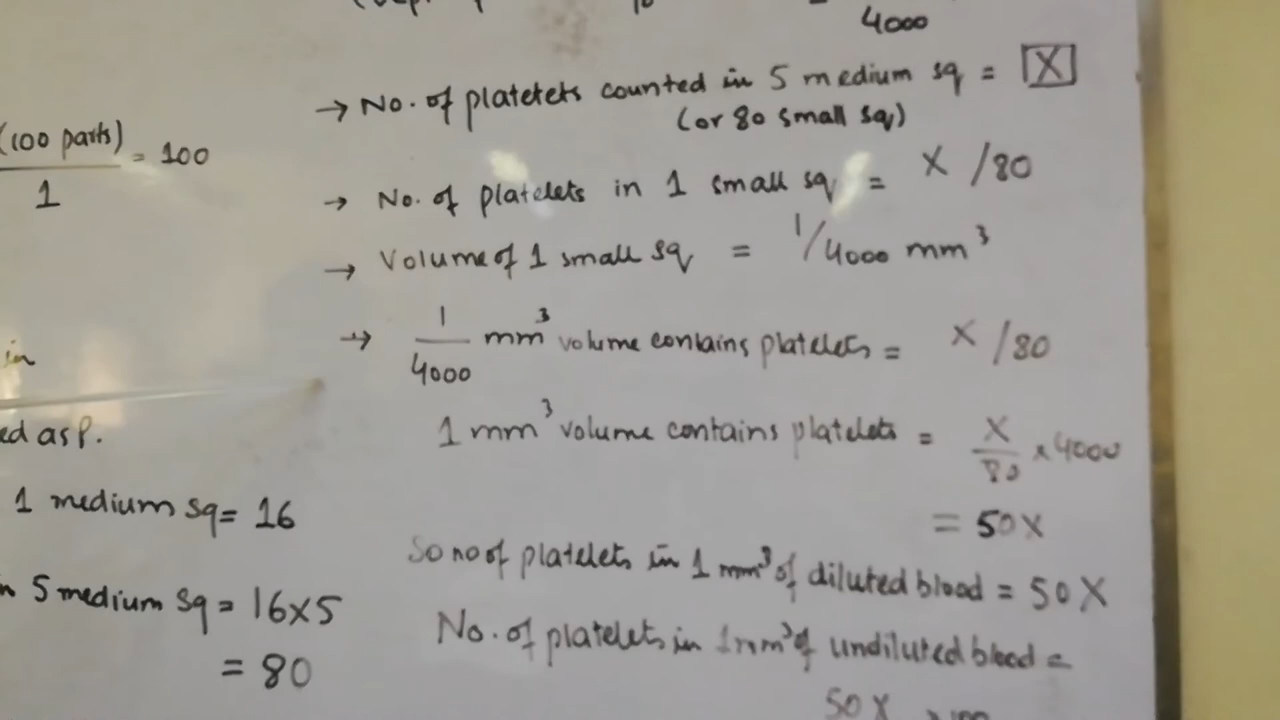 4000
→ No. of platelets counted in 5 medium sq = X
(or 80 small sq)
(100 parts)
1
= 100
→ No. of platelets in 1 small sq = X /80
→ Volume of 1 small sq = 1/4000 mm³
→ 1/4000 mm³ volume contains platelets = X /80
in
ed as P.
1 mm³ volume contains platelets = X/80 x 4000
= 50X
1 medium sq = 16
So no of platelets in 1 mm³ of diluted blood = 50 X
5 medium sq = 16X5
= 80
No. of platelets in 1mm³ of undiluted blood =
50 X